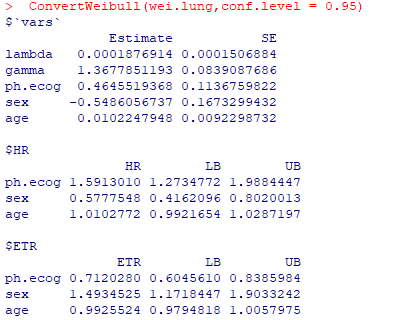 > ConvertWeibull(wei.lung,conf.level = 0.95)
$`vars`
Estimate SE
lambda 0.0001876914 0.0001506884
gamma 1.3677851193 0.0839087686
ph.ecog 0.4645519368 0.1136759822
sex -0.5486056737 0.1673299432
age 0.0102247948 0.0092298732
$HR
HR LB UB
ph.ecog 1.5913010 1.2734772 1.9884447
sex 0.5777548 0.4162096 0.8020013
age 1.0102772 0.9921654 1.0287197
$ETR
ETR LB UB
ph.ecog 0.7120280 0.6045610 0.8385984
sex 1.4934525 1.1718447 1.9033242
age 0.9925524 0.9794818 1.0057975